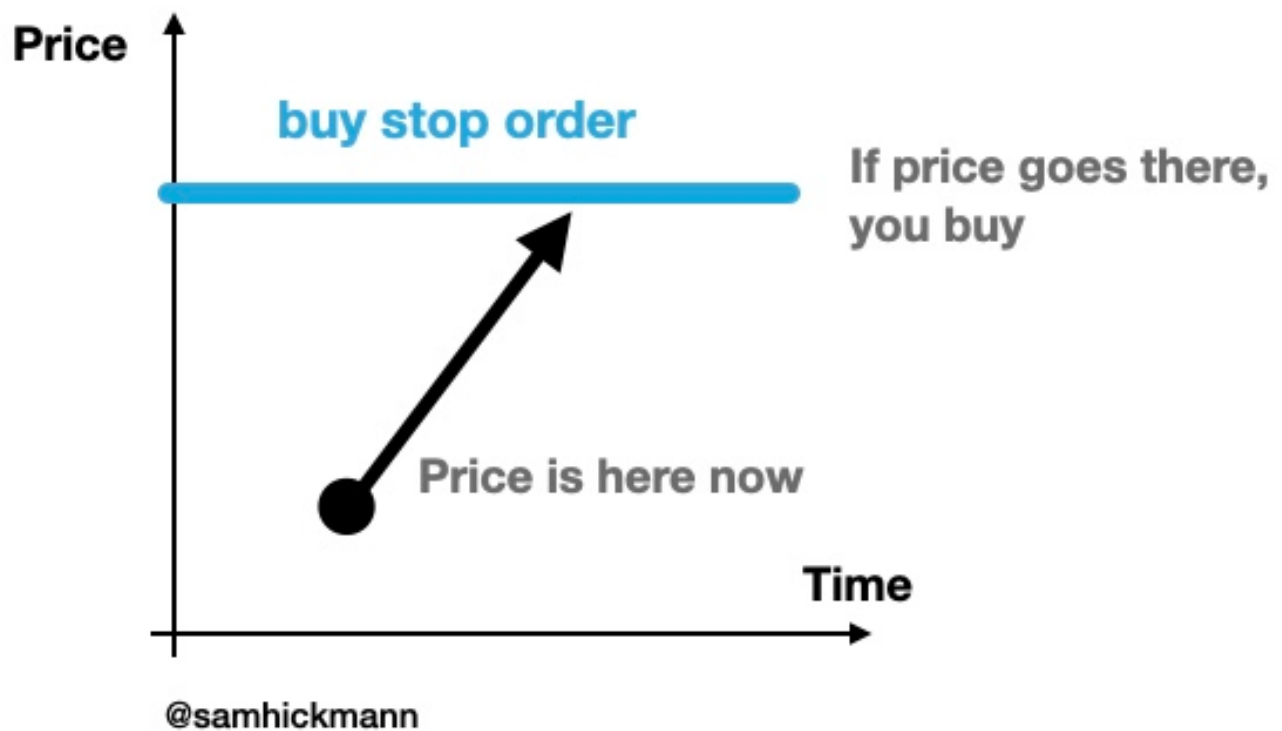 Price
buy stop order
If price goes there,
you buy
Price is here now
Time
@samhickmann